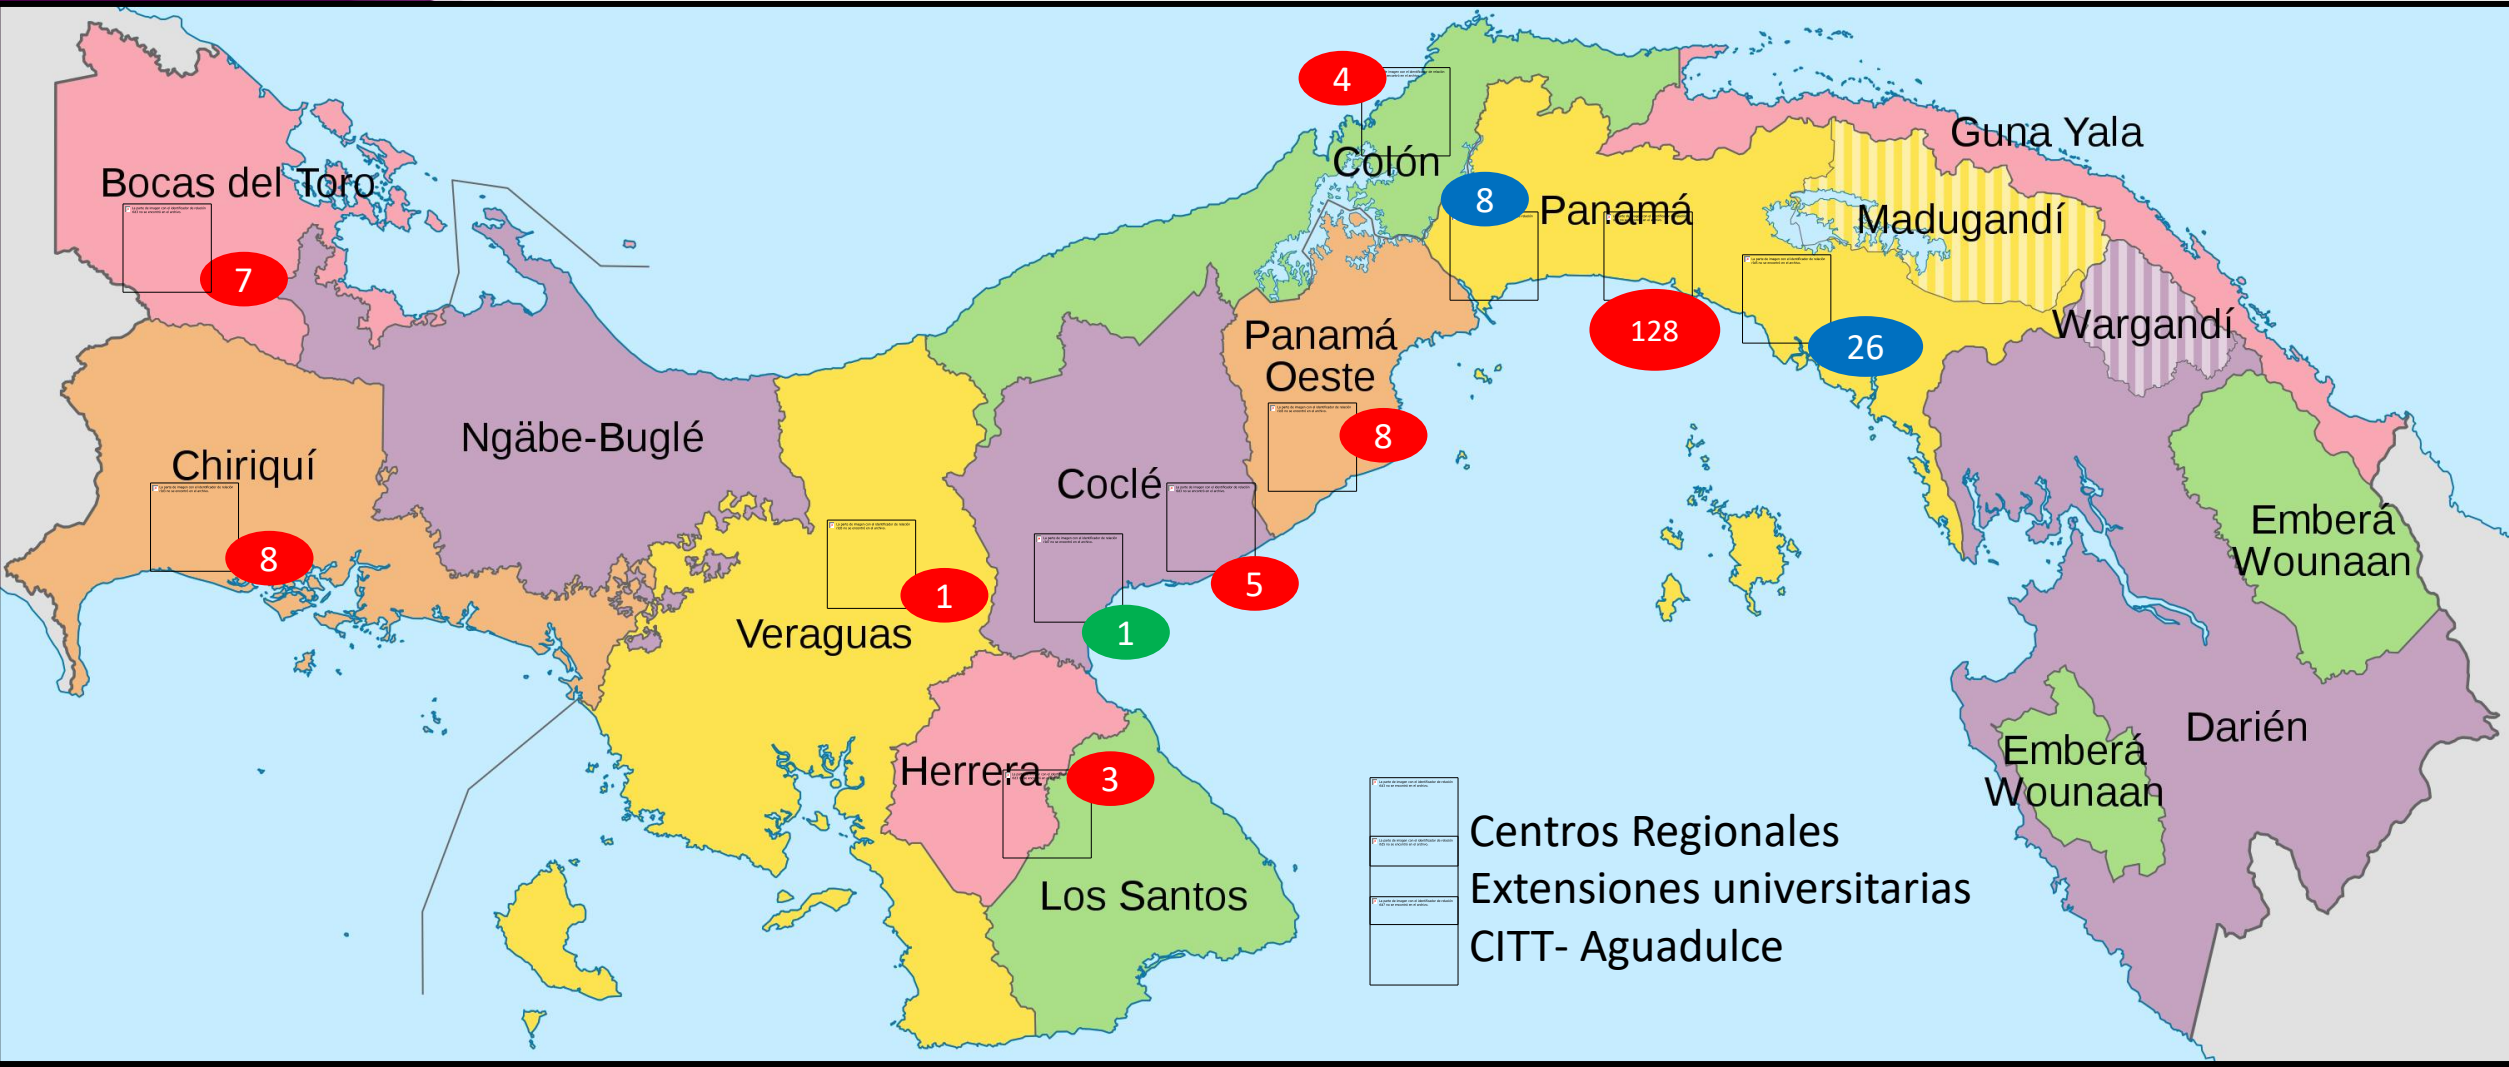 4
Guna Yala
Colón
Bocas del Toro
8
Panamá
Madugandí
7
128
26
Wargandí
Panamá
Oeste
8
Ngäbe-Buglé
Chiriquí
8
Coclé
5
1
1
Veraguas
Emberá
Wounaan
Herrera
3
Los Santos
Darién
Emberá
Wounaan
Centros Regionales
Extensiones universitarias
CITT- Aguadulce